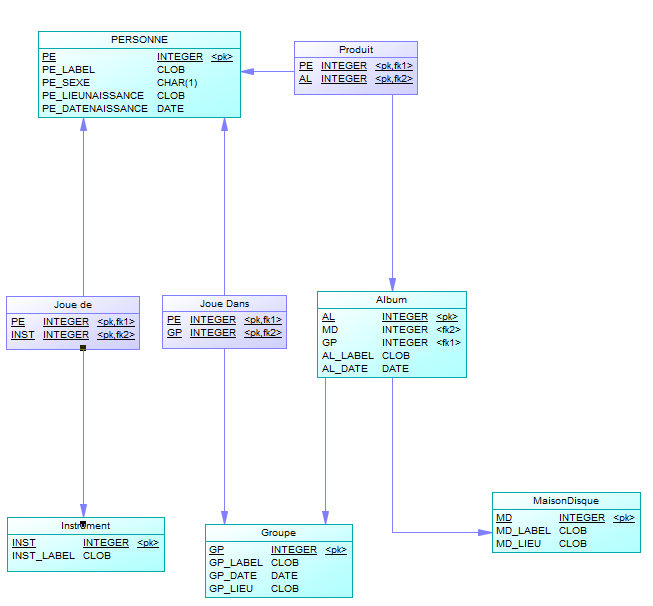 PERSONNE
PE INTEGER <pk>
PE_LABEL CLOB
PE_SEXE CHAR(1)
PE_LIEUNAISSANCE CLOB
PE_DATENAISSANCE DATE
Produit
PE INTEGER <pk,fk1>
AL INTEGER <pk,fk2>
Joue de
PE INTEGER <pk,fk1>
INST INTEGER <pk,fk2>
Joue Dans
PE INTEGER <pk,fk1>
GP INTEGER <pk,fk2>
Album
AL INTEGER <pk>
MD INTEGER <fk2>
GP INTEGER <fk1>
AL_LABEL CLOB
AL_DATE DATE
Instrument
INST INTEGER <pk>
INST_LABEL CLOB
Groupe
GP INTEGER <pk>
GP_LABEL CLOB
GP_DATE DATE
GP_LIEU CLOB
MaisonDisque
MD INTEGER <pk>
MD_LABEL CLOB
MD_LIEU CLOB